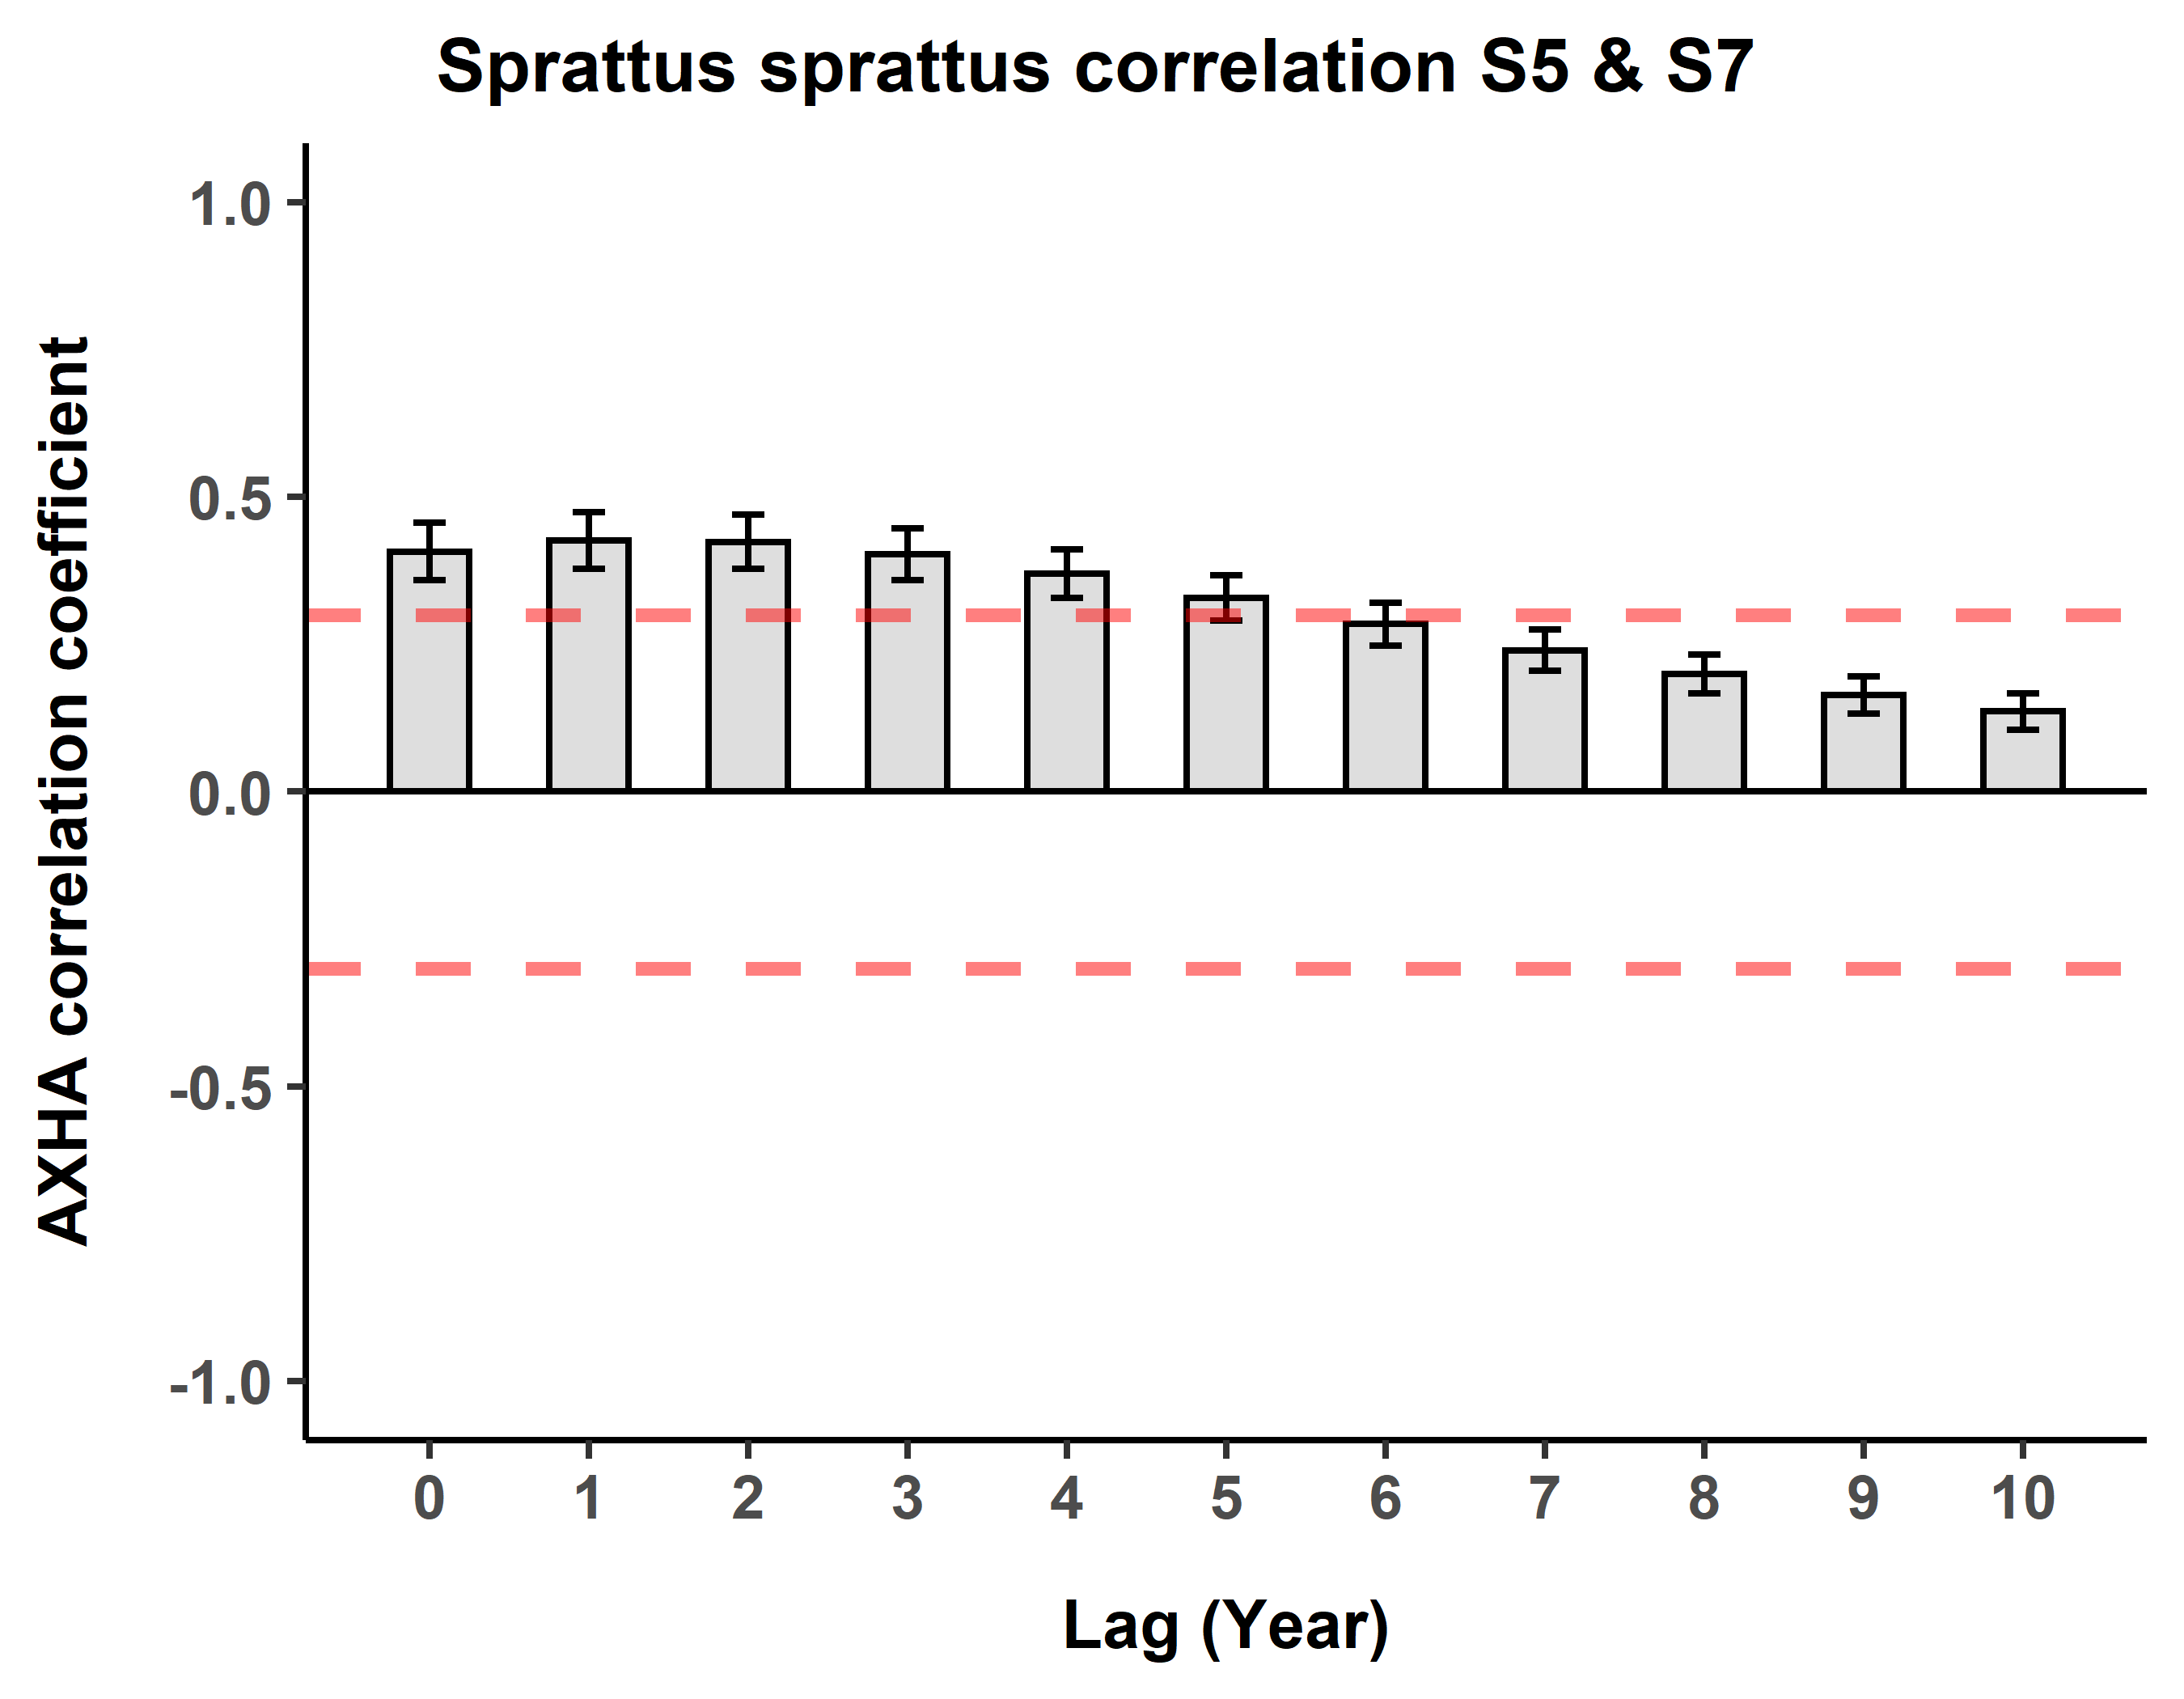 Sprattus sprattus correlation S5 & S7
AXHA correlation coefficient
1.0
0.5
0.0
-0.5
-1.0
0 1 2 3 4 5 6 7 8 9 10
Lag (Year)